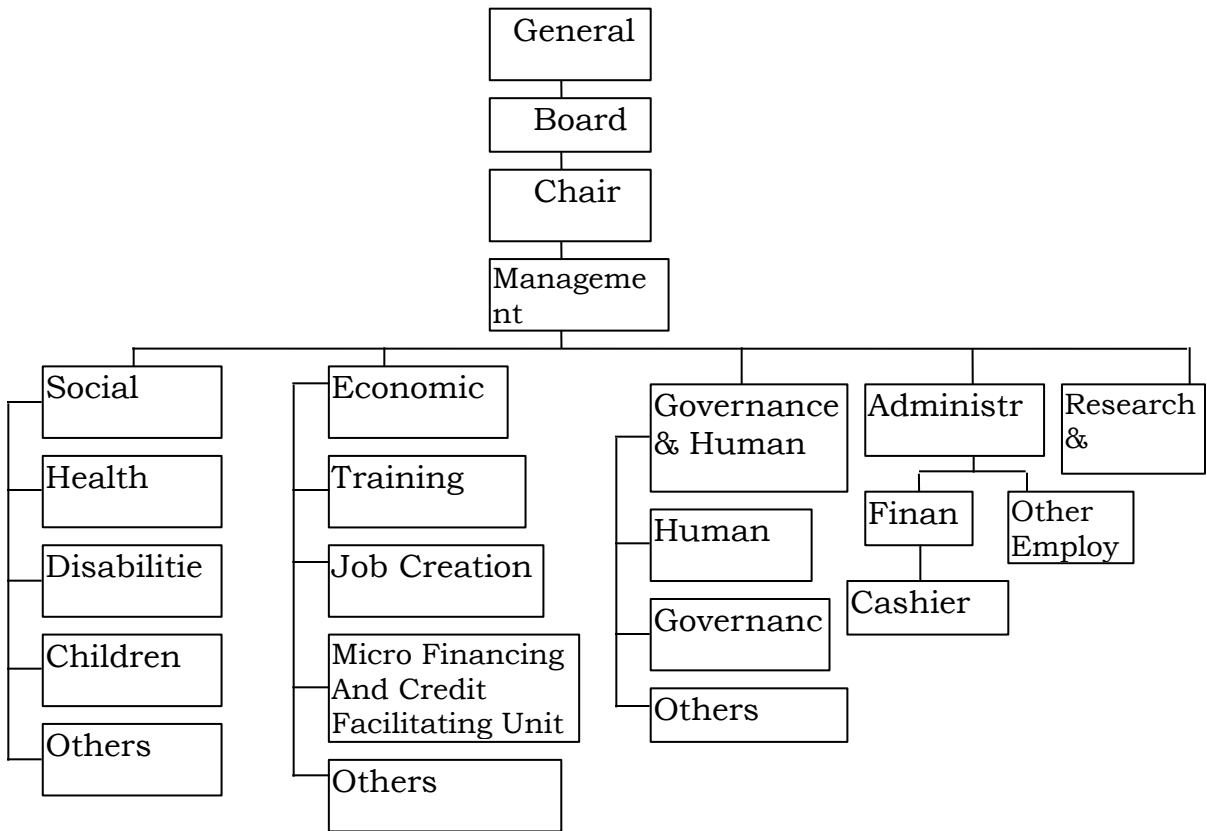 General
Board
Chair
Manageme
nt
Social
Health
Disabilitie
Children
Others
Economic
Training
Job Creation
Micro Financing
And Credit
Facilitating Unit
Others
Governance
& Human
Human
Governanc
Others
Administr
Finan
Cashier
Other
Employ
Research
&